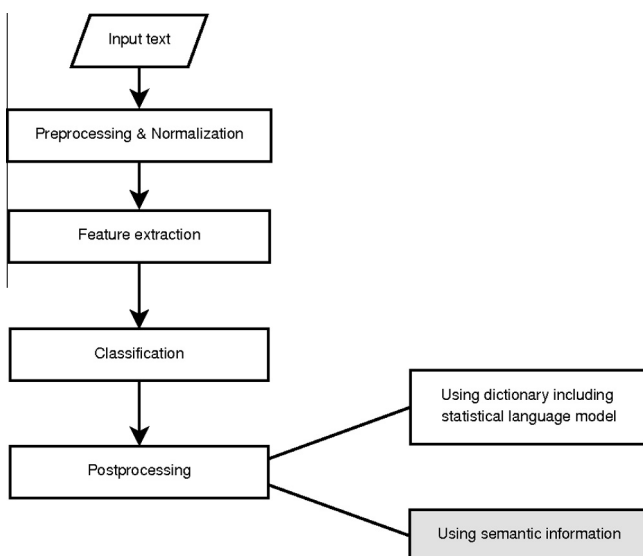 Input text
Preprocessing & Normalization
Feature extraction
Classification
Postprocessing
Using dictionary including
statistical language model
Using semantic information